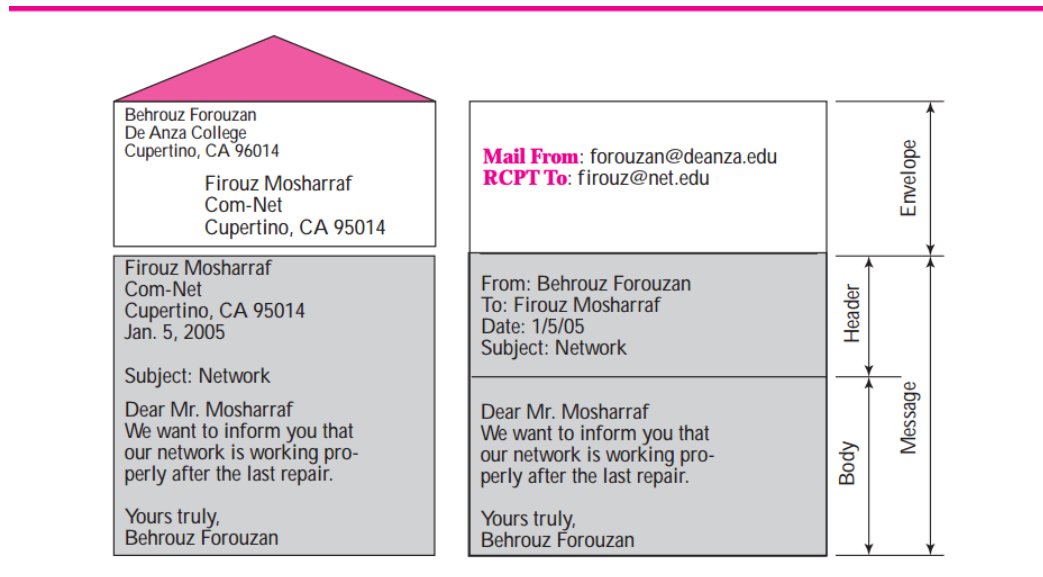 Behrouz Forouzan
De Anza College
Cupertino, CA 96014
Firouz Mosharraf
Com-Net
Cupertino, CA 95014
Firouz Mosharraf
Com-Net
Cupertino, CA 95014
Jan. 5, 2005
Subject: Network
Dear Mr. Mosharraf
We want to inform you that
our network is working pro-
perly after the last repair.
Yours truly,
Behrouz Forouzan
Mail From: forouzan@deanza.edu
RCPT To: firouz@net.edu
From: Behrouz Forouzan
To: Firouz Mosharraf
Date: 1/5/05
Subject: Network
Dear Mr. Mosharraf
We want to inform you that
our network is working pro-
perly after the last repair.
Yours truly,
Behrouz Forouzan
Envelope
Header
Body
Message